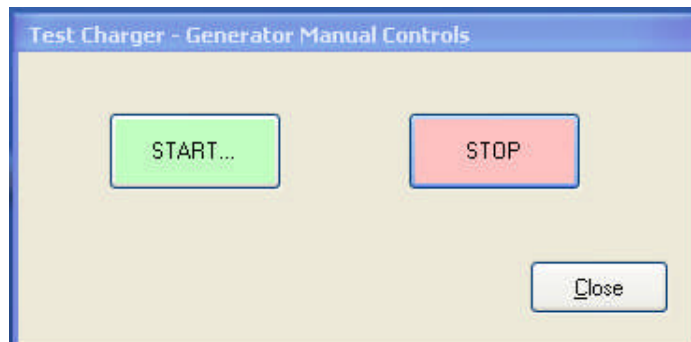 Test Charger - Generator Manual Controls
START...
STOP
Close